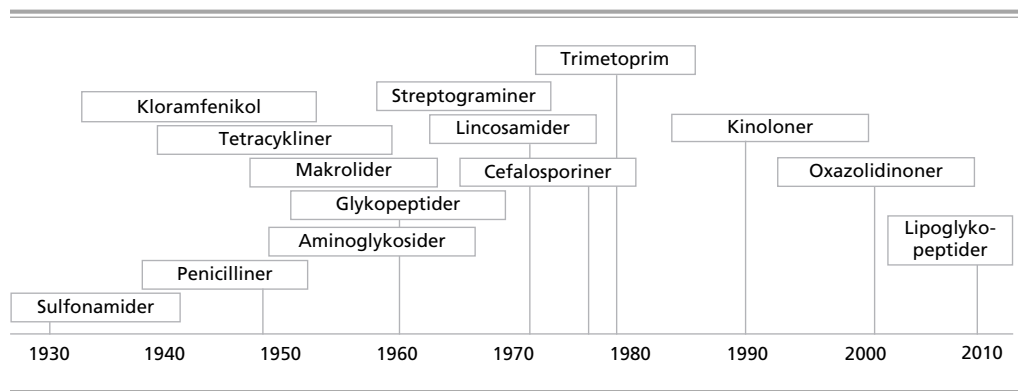 Trimetoprim
Streptograminer
Kloramfenikol
Lincosamider
Kinoloner
Tetracykliner
Makrolider
Cefalosporiner
Oxazolidinoner
Glykopeptider
Lipoglyko-
peptider
Aminoglykosider
Penicilliner
Sulfonamider
1930 1940 1950 1960 1970 1980 1990 2000 2010